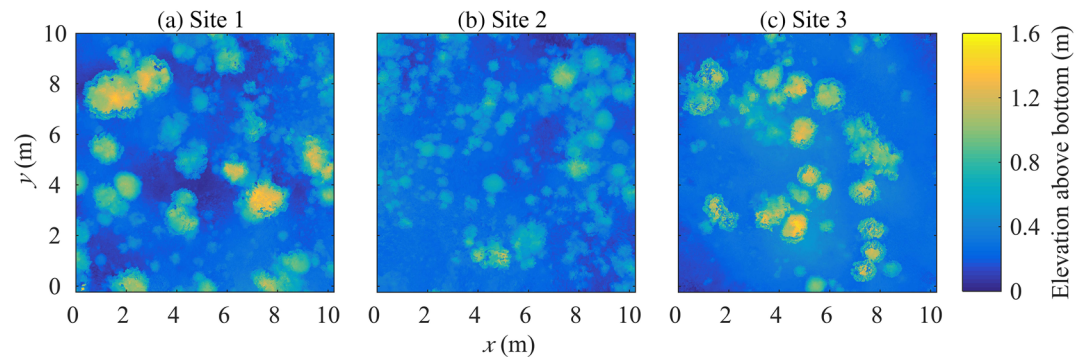 (a) Site 1
(b) Site 2
(c) Site 3
10
8
6
4
2
0
y (m)
0 2 4 6 8 10
0 2 4 6 8 10
0 2 4 6 8 10
x (m)
1.6
1.2
0.8
0.4
0
Elevation above bottom (m)